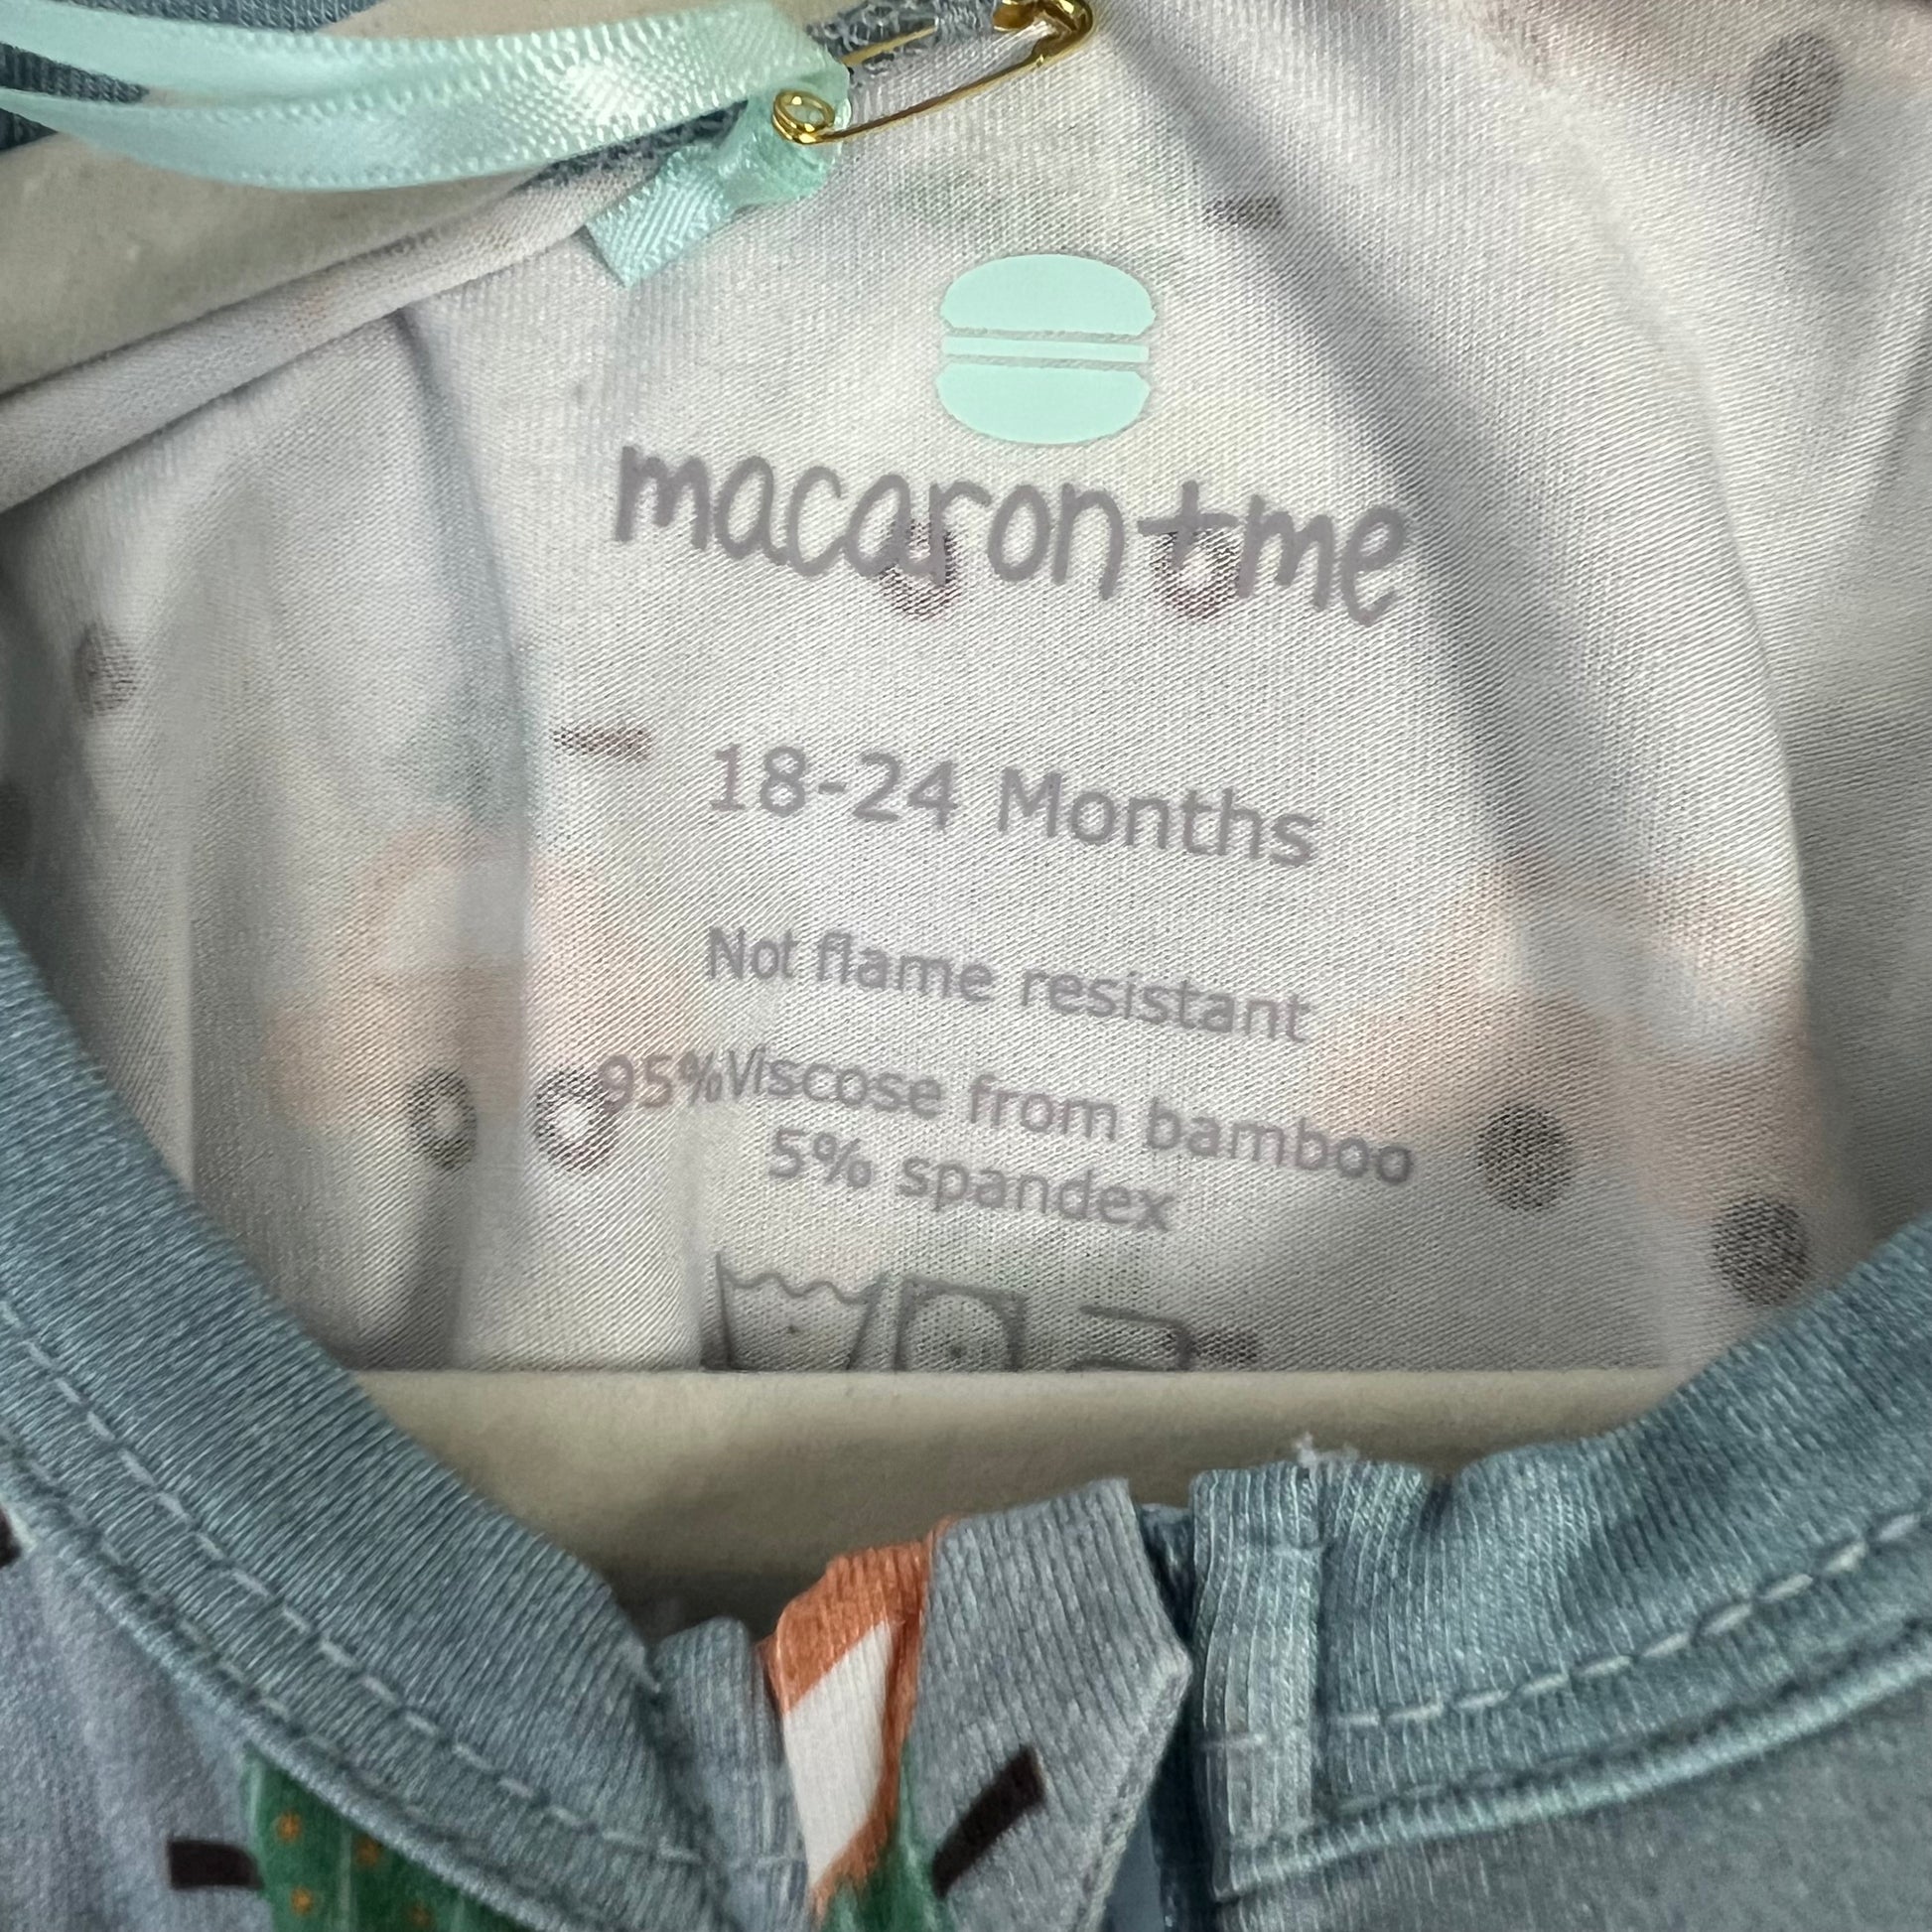 macaron+me
18-24 Months
Not flame resistant
95%Viscose from bamboo
5% spandex